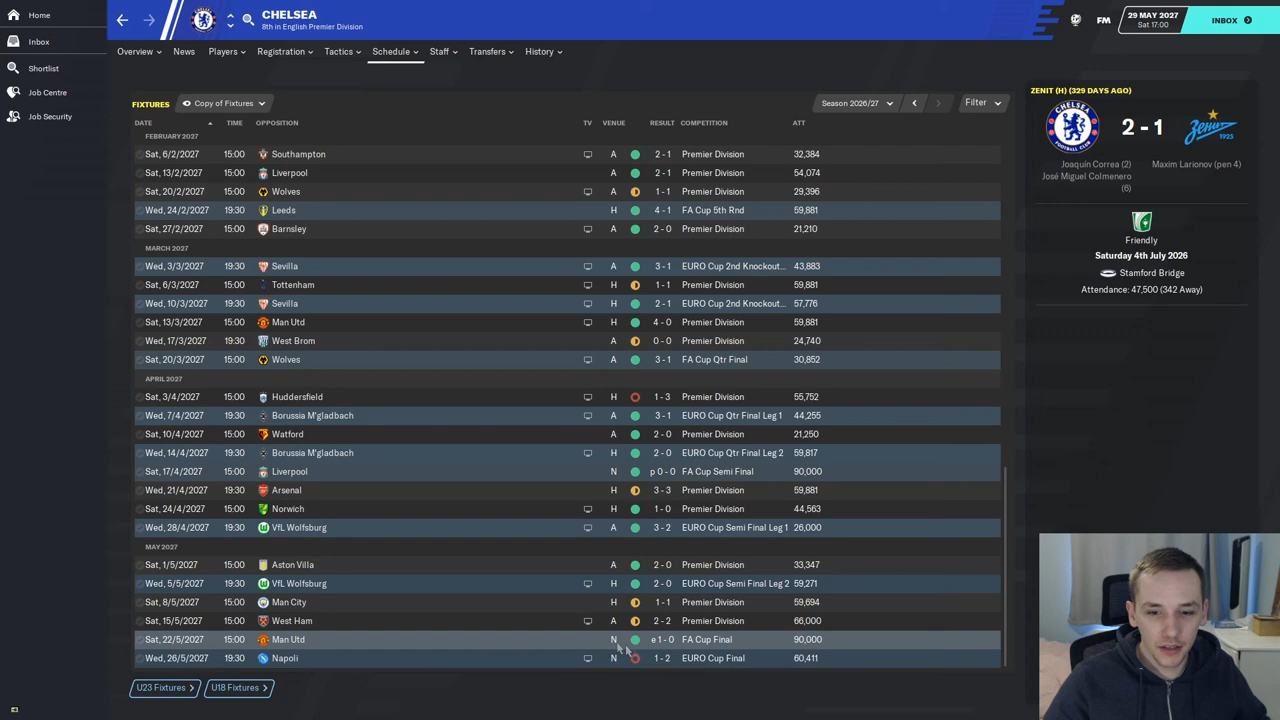 Home
Inbox
Shortlist
Job Centre
Job Security
CHELSEA
8th in English Premier Division
FM
29 MAY 2027
Sat 17:00
INBOX
Overview News Players Registration Tactics Schedule Staff Transfers History
FIXTURES Copy of Fixtures Season 2026/27 Filter
DATE TIME OPPOSITION TV VENUE RESULT COMPETITION ATT
FEBRUARY 2027
Sat, 6/2/2027 15:00 Southampton A 2 - 1 Premier Division 32,384
Sat, 13/2/2027 15:00 Liverpool A 2 - 1 Premier Division 54,074
Sat, 20/2/2027 15:00 Wolves A 1 - 1 Premier Division 29,396
Wed, 24/2/2027 19:30 Leeds H 4 - 1 FA Cup 5th Rnd 59,881
Sat, 27/2/2027 15:00 Barnsley A 2 - 0 Premier Division 21,210
MARCH 2027
Wed, 3/3/2027 19:30 Sevilla A 3 - 1 EURO Cup 2nd Knockout... 43,883
Sat, 6/3/2027 15:00 Tottenham H 1 - 1 Premier Division 59,881
Wed, 10/3/2027 19:30 Sevilla H 2 - 1 EURO Cup 2nd Knockout... 57,776
Sat, 13/3/2027 15:00 Man Utd H 4 - 0 Premier Division 59,881
Wed, 17/3/2027 19:30 West Brom A 0 - 0 Premier Division 24,740
Sat, 20/3/2027 15:00 Wolves A 3 - 1 FA Cup Qtr Final 30,852
APRIL 2027
Sat, 3/4/2027 15:00 Huddersfield H 1 - 3 Premier Division 55,752
Wed, 7/4/2027 19:30 Borussia M'gladbach A 3 - 1 EURO Cup Qtr Final Leg 1 44,255
Sat, 10/4/2027 15:00 Watford A 2 - 0 Premier Division 21,250
Wed, 14/4/2027 19:30 Borussia M'gladbach H 2 - 0 EURO Cup Qtr Final Leg 2 59,817
Sat, 17/4/2027 15:00 Liverpool N p 0 - 0 FA Cup Semi Final 90,000
Wed, 21/4/2027 19:30 Arsenal H 3 - 3 Premier Division 59,881
Sat, 24/4/2027 15:00 Norwich H 1 - 0 Premier Division 44,563
Wed, 28/4/2027 19:30 VfL Wolfsburg A 3 - 2 EURO Cup Semi Final Leg 1 26,000
MAY 2027
Sat, 1/5/2027 15:00 Aston Villa A 2 - 0 Premier Division 33,347
Wed, 5/5/2027 19:30 VfL Wolfsburg H 2 - 0 EURO Cup Semi Final Leg 2 59,271
Sat, 8/5/2027 15:00 Man City H 1 - 1 Premier Division 59,694
Sat, 15/5/2027 15:00 West Ham A 2 - 2 Premier Division 66,000
Sat, 22/5/2027 15:00 Man Utd N e 1 - 0 FA Cup Final 90,000
Wed, 26/5/2027 19:30 Napoli N 1 - 2 EURO Cup Final 60,411
U23 Fixtures U18 Fixtures
ZENIT (H) (329 DAYS AGO)
CHELSEA
FOOTBALL CLUB
2 - 1
1925
Joaquín Correa (2)
José Miguel Colmenero
(6)
Maxim Larionov (pen 4)
Friendly
Saturday 4th July 2026
Stamford Bridge
Attendance: 47,500 (342 Away)